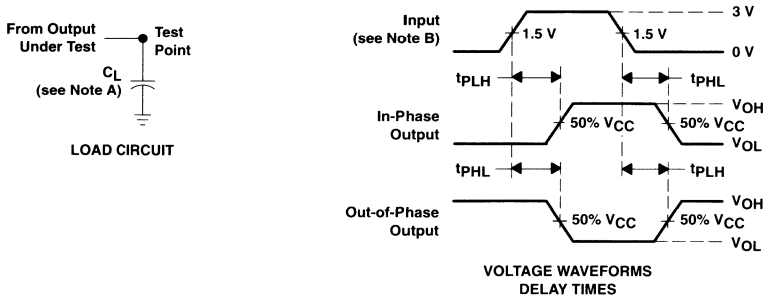 From Output
Under Test
Test
Point
CL
(see Note A)
LOAD CIRCUIT
Input
(see Note B)
1.5 V
1.5 V
3 V
0 V
tPLH
tPHL
In-Phase
Output
50% VCC
50% VCC
VOH
VOL
tPHL
tPLH
Out-of-Phase
Output
50% VCC
50% VCC
VOH
VOL
VOLTAGE WAVEFORMS
DELAY TIMES